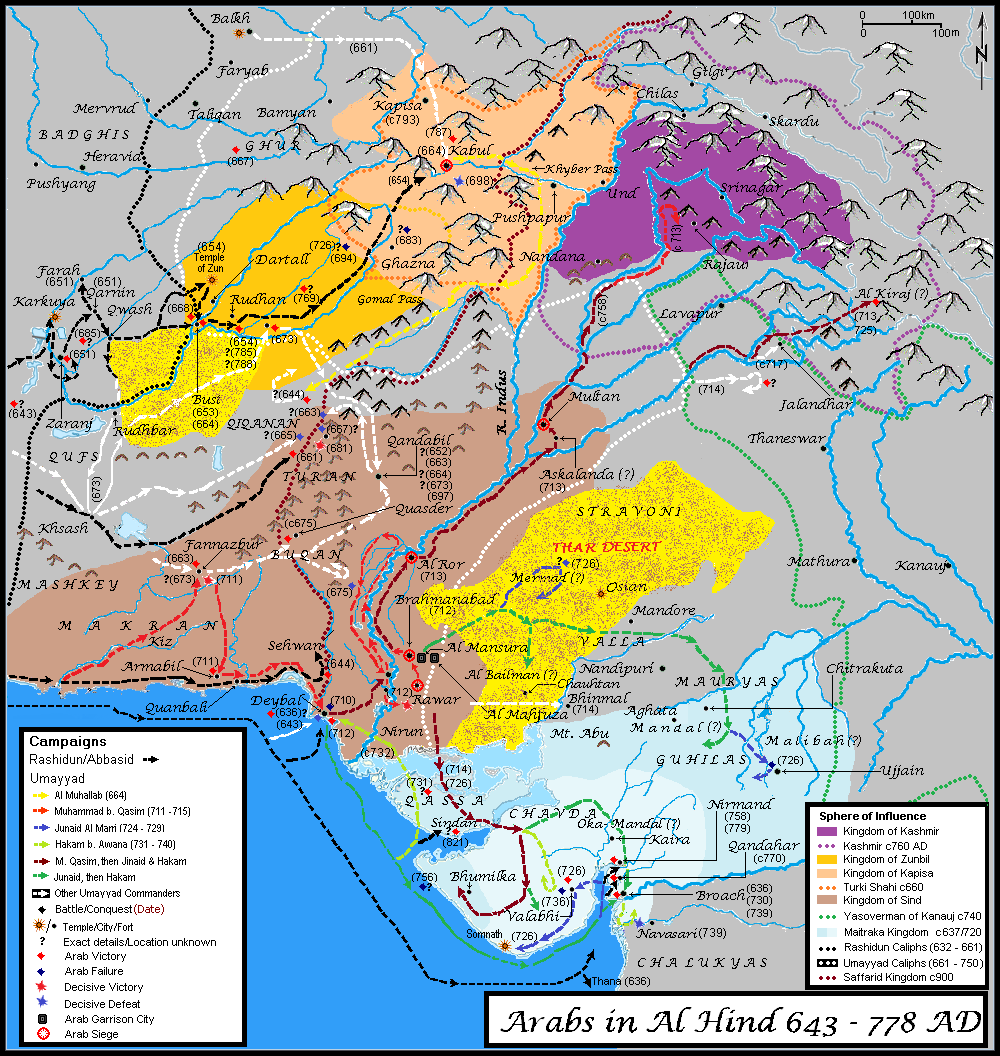 Balkh
(661)
0 100km
0 100m
N
Faryab
Gilgi
Chilas
Mervrud
Taliqan
Bamyan
Kapisa
(c793)
Skardu
BADGHIS
GHUR
(787)
Heravid
(667)
(664)
Kabul
Khyber Pass
Pushyang
(654)
(698)
Und
Srinagar
Pushpapur
(654)
Temple
of Zun
(726)?
(694)
?
(683)
Nandana
(c 713)
Rajauri
Dartall
Ghazna
Farah
(651)
(651)
Karkuya
Qarnin
Qwash
(668)
Rudhan
?
(769)
Gomal Pass
(c758)
Lavapur
Al Kiraj (?)
(713,
725)
(685)
?
(651)
(654)
?(785)
?(788)
(673)
(c717)
?(644)
(714)
?
?
(643)
Bust
(653)
(664)
Zaranj
Rudhbar
QIQANAN
(663)
R. Indus
Multan
Jalandhar
?(665)
(667)?
(681)
(661)
Qandabil
?(652)
(663)
?(664)
?(673)
(697)
Thaneswar
QUFS
TURAN
Askalanda (?)
(713)
(673)
Quasder
STRAVONI
Khsash
(c675)
THAR DESERT
Fannazbur
BUQAN
(663)
?(673)
(711)
Al Ror
(713)
Mermad (?)
(726)
Mathura
Kanauj
MASHKEY
(675)
Osian
Brahmanabad
(712)
Mandore
MAKRAN
Kiz
Sehwan
Al Mansura
VALLA
Armabil
(711)
(644)
Al Bailman (?)
Nandipuri
Chitrakuta
Chauhtan
MAURYAS
Quanbali
Deybal
(636)?
(643)
(710)
(712)
(712)
Rawar
Al Mahfuza
Bhinmal
(714)
Aghata
Mandal (?)
Nirun
Mt. Abu
Malibah (?)
(c732)
GUHILAS
(726)
Ujjain
(731)
?
(714)
(726)
QASSA
CHAVDA
Nirmand
(758)
(779)
Sindan
?
(821)
Oka-Mandal (?)
Kaira
Qandahar
(c770)
(756)
?
Bhumilka
(726)
(736)
Broach
(636)
(730)
(739)
Valabhi
Somnath
(726)
Navasari (739)
CHALUKYAS
Thana (636)
Campaigns
Rashidun/Abbasid
Umayyad
Al Muhallab (664)
Muhammad b. Qasim (711 -715)
Junaid Al Marri (724 - 729)
Hakam b. Awana (731 - 740)
M. Qasim, then Jinaid & Hakam
Junaid, then Hakam
Other Umayyad Commanders
Battle/Conquest (Date)
Temple/City/Fort
? Exact details/Location unknown
Arab Victory
Arab Failure
Decisive Victory
Decisive Defeat
Arab Garrison City
Arab Siege
Sphere of Influence
Kingdom of Kashmir
Kashmir c760 AD
Kingdom of Zunbil
Kingdom of Kapisa
Turki Shahi c660
Kingdom of Sind
Yasoverman of Kanauj c740
Maitraka Kingdom c637/720
Rashidun Caliphs (632 - 661)
Umayyad Caliphs (661 - 750)
Saffarid Kingdom c900
Arabs in Al Hind 643 - 778 AD